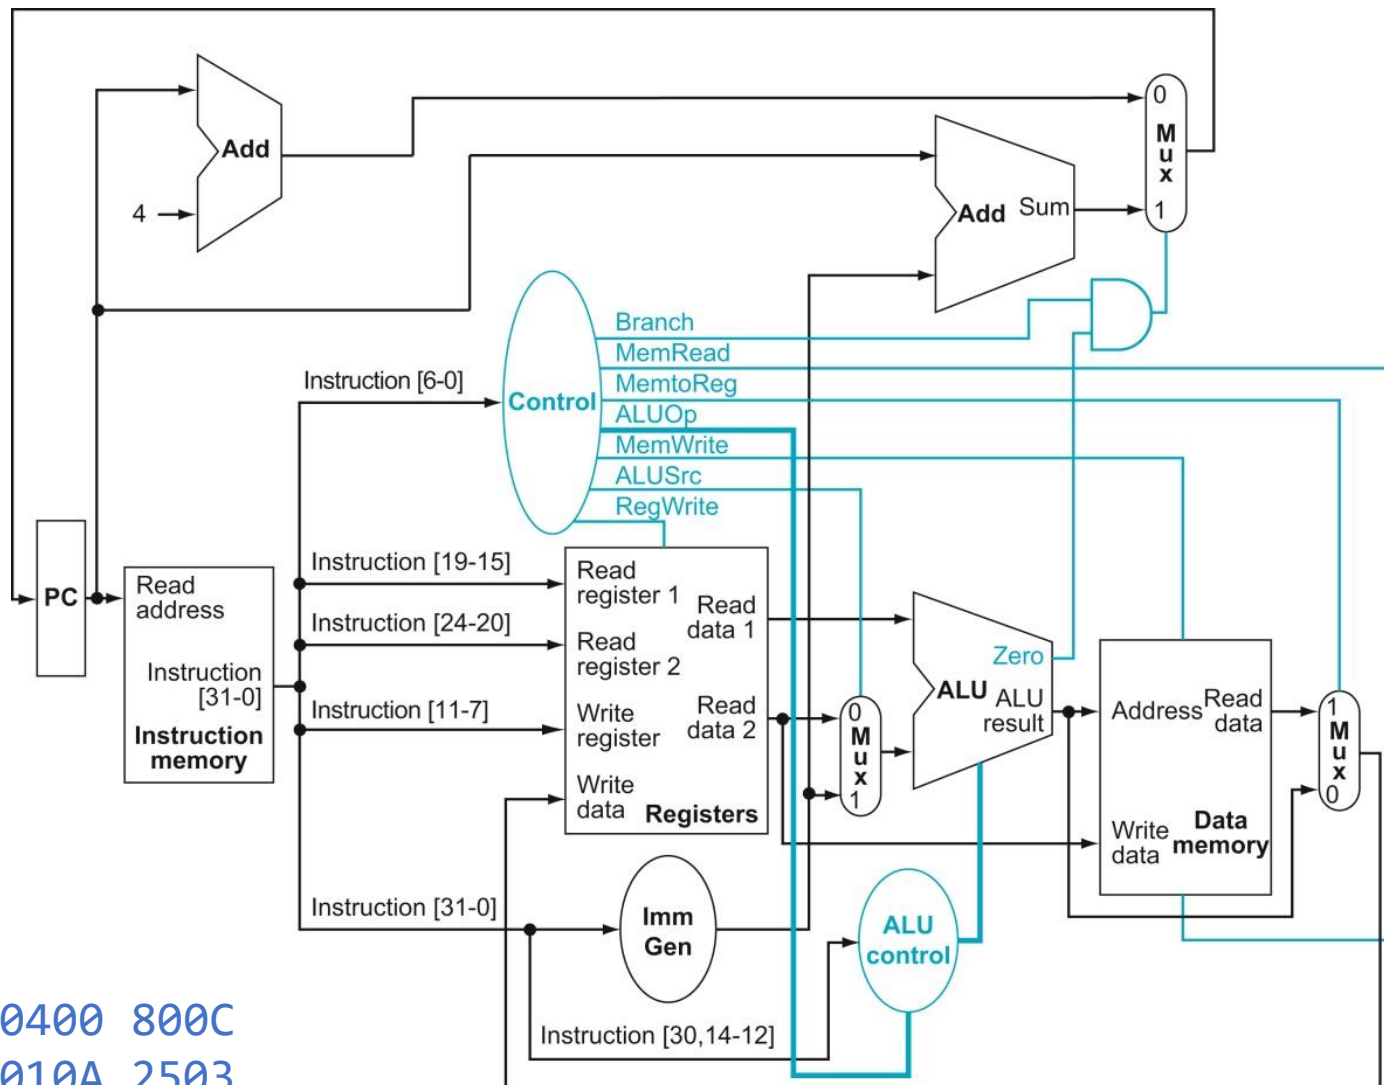 Add
4
0
M
u
x
1
Add Sum
Branch
MemRead
MemtoReg
ALUOp
MemWrite
ALUSrc
RegWrite
Control
Instruction [6-0]
PC
Read
address
Instruction
[31-0]
Instruction
memory
Instruction [19-15]
Instruction [24-20]
Instruction [11-7]
Instruction [31-0]
Read
register 1
Read
register 2
Write
register
Write
data
Read
data 1
Read
data 2
Registers
0
M
u
x
1
Zero
ALU
ALU
result
Address
Read
data
Write
data
Data
memory
1
M
u
x
0
Imm
Gen
ALU
control
Instruction [30,14-12]
0400 800C
010A 2503